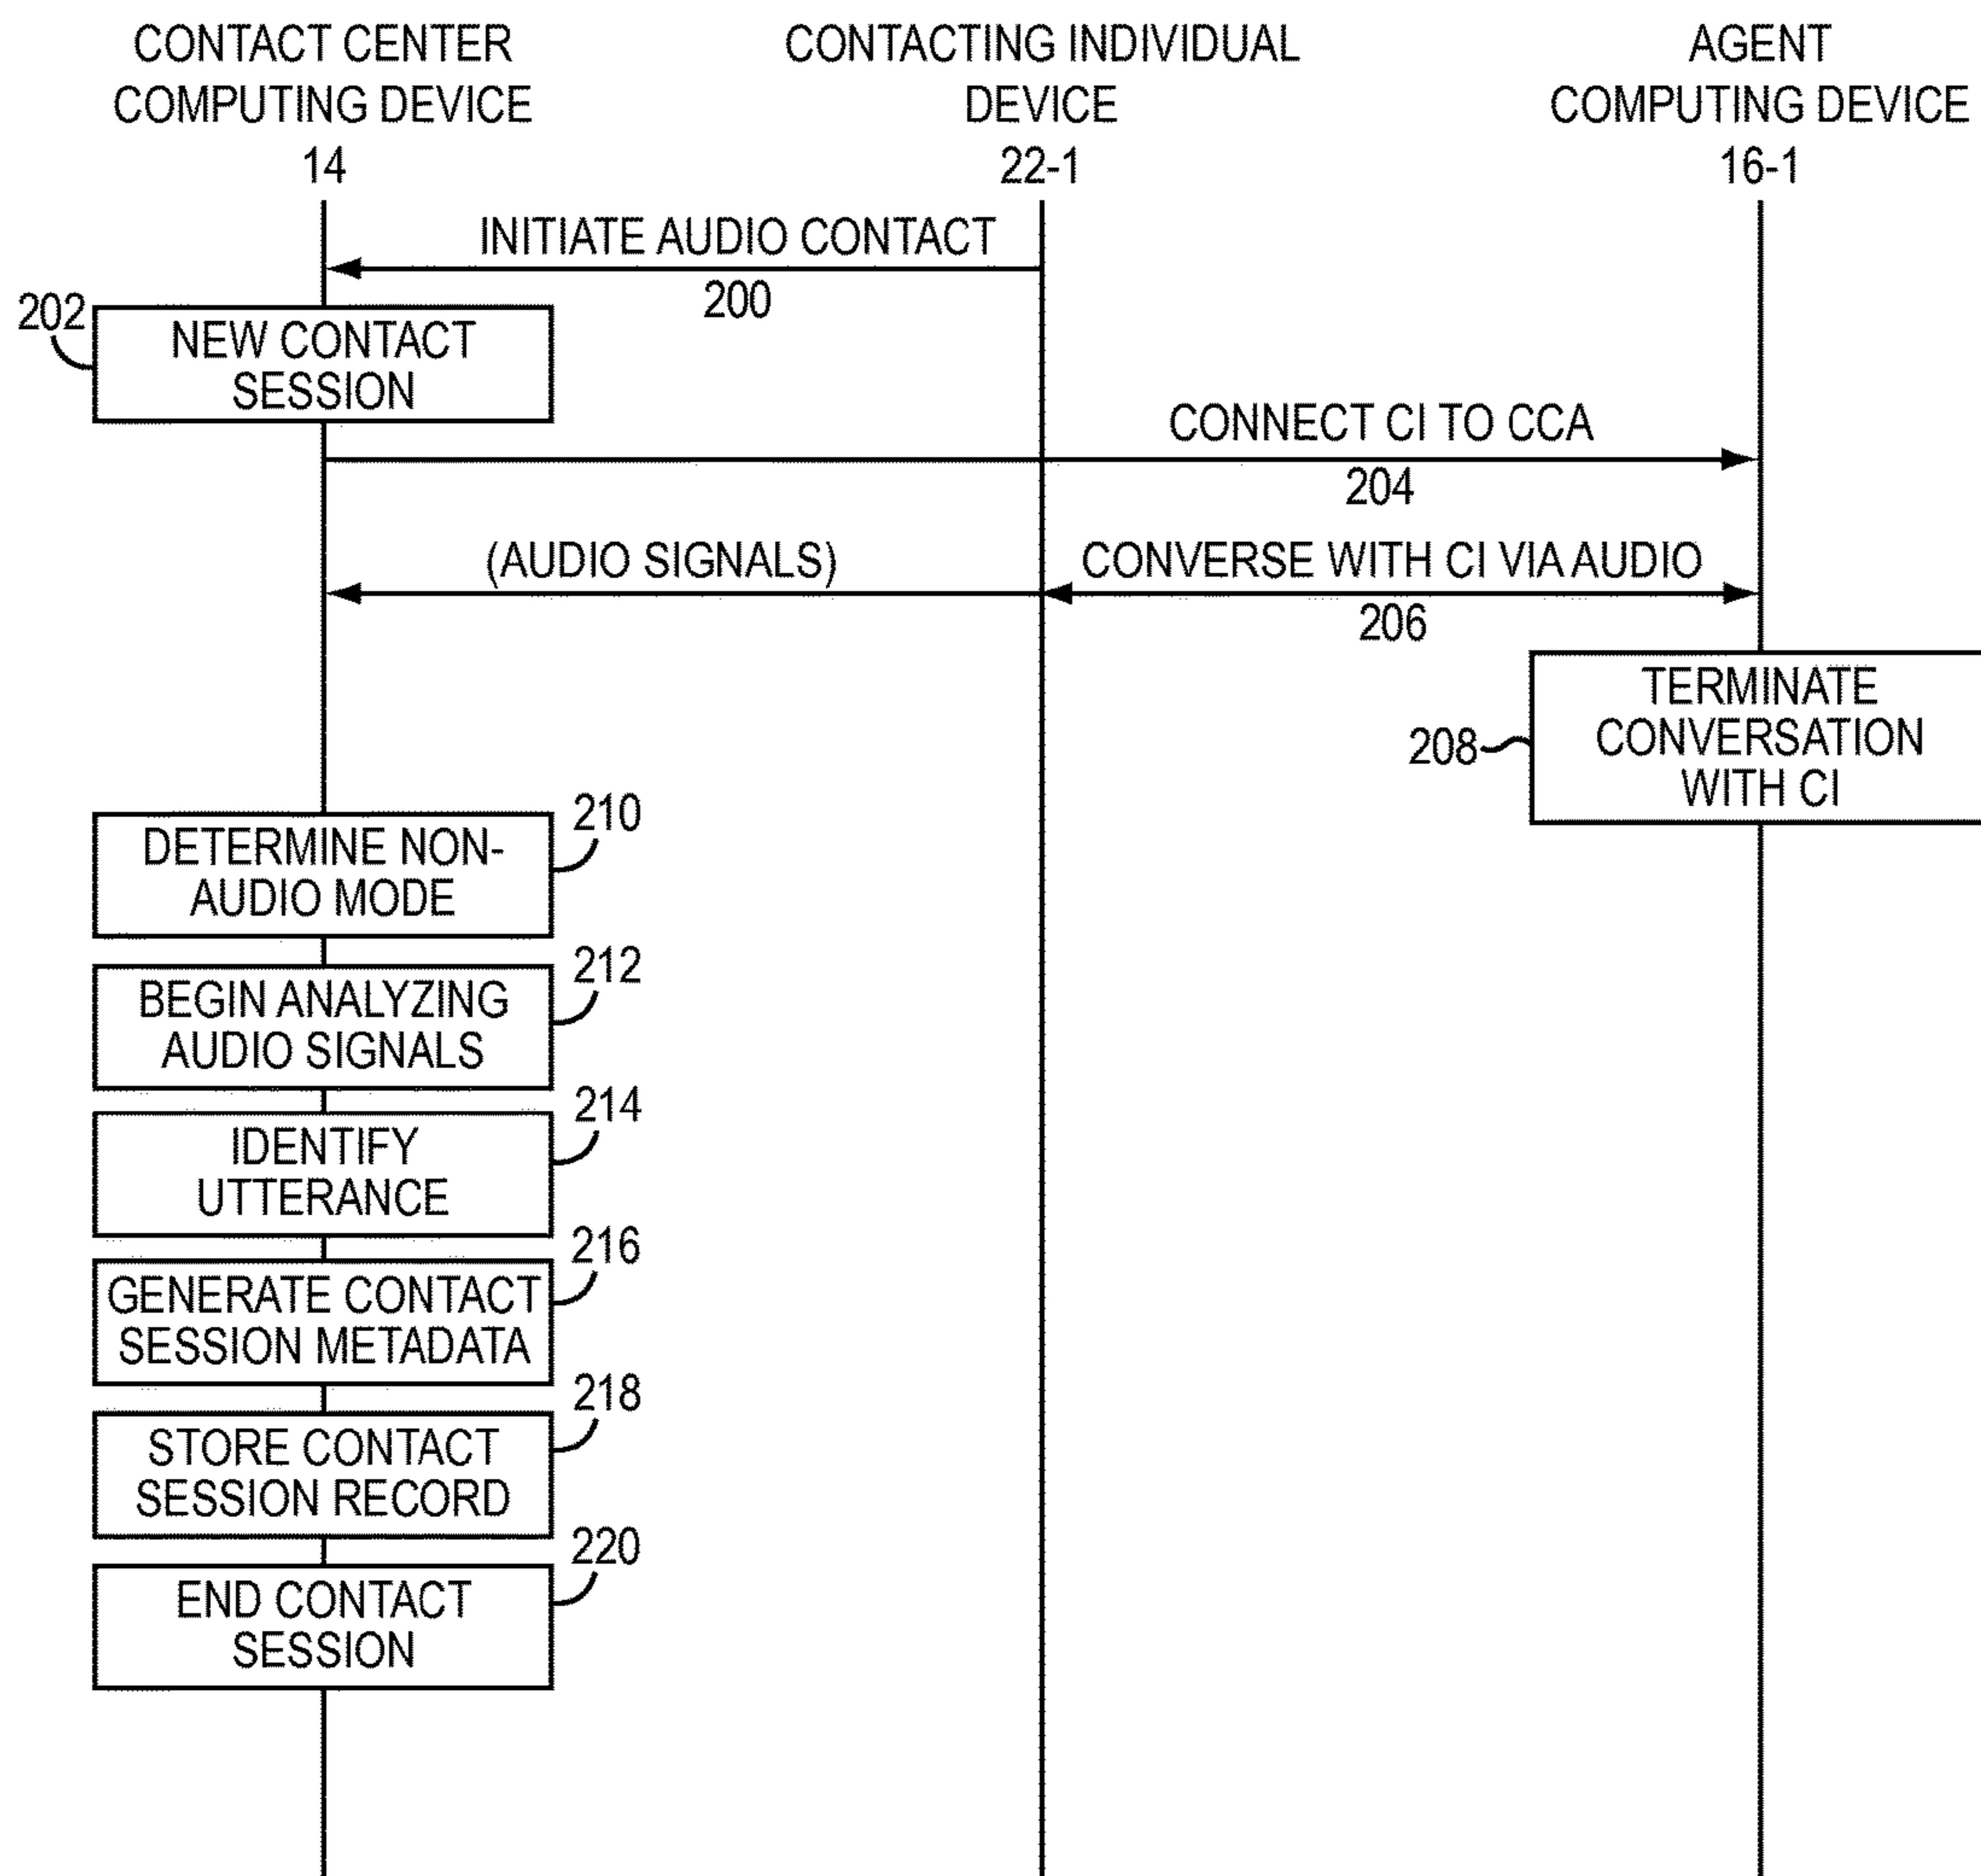 CONTACT CENTER
COMPUTING DEVICE
14
CONTACTING INDIVIDUAL
DEVICE
22-1
AGENT
COMPUTING DEVICE
16-1
INITIATE AUDIO CONTACT
200
202
NEW CONTACT
SESSION
CONNECT CI TO CCA
204
(AUDIO SIGNALS)
CONVERSE WITH CI VIA AUDIO
206
208
TERMINATE
CONVERSATION
WITH CI
210
DETERMINE NON-
AUDIO MODE
212
BEGIN ANALYZING
AUDIO SIGNALS
214
IDENTIFY
UTTERANCE
216
GENERATE CONTACT
SESSION METADATA
218
STORE CONTACT
SESSION RECORD
220
END CONTACT
SESSION